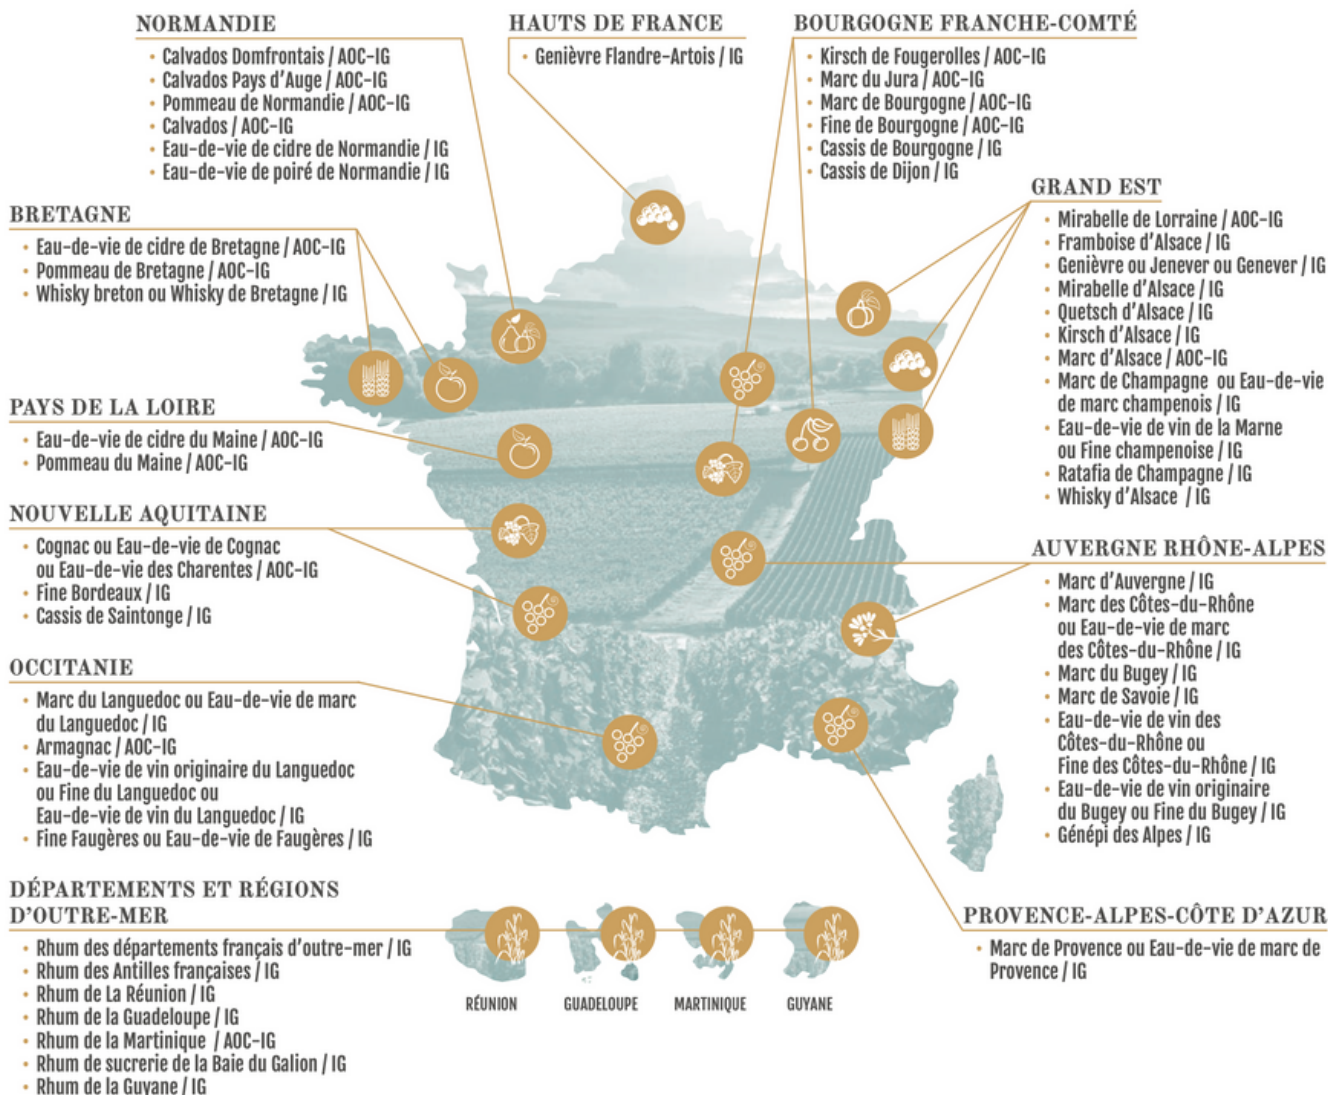 NORMANDIE
• Calvados Domfrontais / AOC-IG
• Calvados Pays d'Auge / AOC-IG
• Pommeau de Normandie / AOC-IG
• Calvados / AOC-IG
• Eau-de-vie de cidre de Normandie / IG
• Eau-de-vie de poiré de Normandie / IG
HAUTS DE FRANCE
• Genièvre Flandre-Artois / IG
BOURGOGNE FRANCHE-COMTÉ
• Kirsch de Fougerolles / AOC-IG
• Marc du Jura / AOC-IG
• Marc de Bourgogne / AOC-IG
• Fine de Bourgogne / AOC-IG
• Cassis de Bourgogne / IG
• Cassis de Dijon / IG
BRETAGNE
• Eau-de-vie de cidre de Bretagne / AOC-IG
• Pommeau de Bretagne / AOC-IG
• Whisky breton ou Whisky de Bretagne / IG
GRAND EST
• Mirabelle de Lorraine / AOC-IG
• Framboise d'Alsace / IG
• Genièvre ou Jenever ou Genever / IG
• Mirabelle d'Alsace / IG
• Quetsch d'Alsace / IG
• Kirsch d'Alsace / IG
• Marc d'Alsace / AOC-IG
• Marc de Champagne ou Eau-de-vie
de marc champenois / IG
• Eau-de-vie de vin de la Marne
ou Fine champenoise / IG
• Ratafia de Champagne / IG
• Whisky d'Alsace / IG
PAYS DE LA LOIRE
• Eau-de-vie de cidre du Maine / AOC-IG
• Pommeau du Maine / AOC-IG
NOUVELLE AQUITAINE
• Cognac ou Eau-de-vie de Cognac
ou Eau-de-vie des Charentes / AOC-IG
• Fine Bordeaux / IG
• Cassis de Saintonge / IG
AUVERGNE RHÔNE-ALPES
• Marc d'Auvergne / IG
• Marc des Côtes-du-Rhône
ou Eau-de-vie de marc
des Côtes-du-Rhône / IG
• Marc du Bugey / IG
• Marc de Savoie / IG
• Eau-de-vie de vin des
Côtes-du-Rhône ou
Fine des Côtes-du-Rhône / IG
• Eau-de-vie de vin originaire
du Bugey ou Fine du Bugey / IG
• Génépi des Alpes / IG
OCCITANIE
• Marc du Languedoc ou Eau-de-vie de marc
du Languedoc / IG
• Armagnac / AOC-IG
• Eau-de-vie de vin originaire du Languedoc
ou Fine du Languedoc ou
Eau-de-vie de vin du Languedoc / IG
• Fine Faugères ou Eau-de-vie de Faugères / IG
DÉPARTEMENTS ET RÉGIONS
D'OUTRE-MER
• Rhum des départements français d'outre-mer / IG
• Rhum des Antilles françaises / IG
• Rhum de La Réunion / IG
• Rhum de la Guadeloupe / IG
• Rhum de la Martinique / AOC-IG
• Rhum de sucrerie de la Baie du Galion / IG
• Rhum de la Guyane / IG
RÉUNION
GUADELOUPE
MARTINIQUE
GUYANE
PROVENCE-ALPES-CÔTE D'AZUR
• Marc de Provence ou Eau-de-vie de marc de
Provence / IG